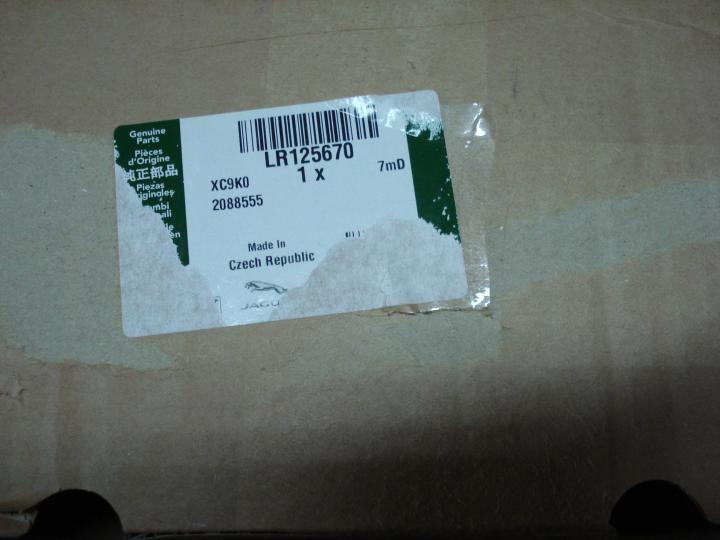 Genuine
Parts
Pièces
d'Origine
純正部品
Piezas
LR125670
1 x
7mD
XC9K0
2088555
Made In
Czech Republic